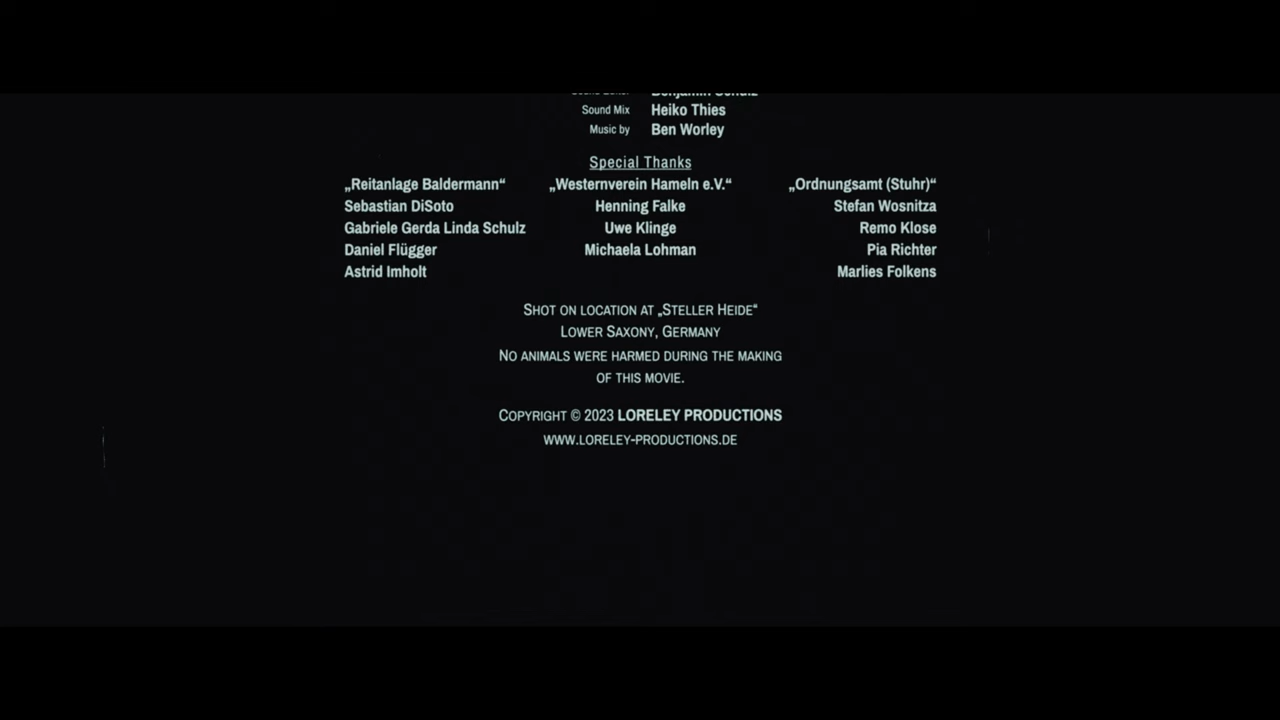 Sound Mix Heiko Thies
Music by Ben Worley
Special Thanks
„Reitanlage Baldermann“ „Westernverein Hameln e.V.“ „Ordnungsamt (Stuhr)“
Sebastian DiSoto Henning Falke Stefan Wosnitza
Gabriele Gerda Linda Schulz Uwe Klinge Remo Klose
Daniel Flügger Michaela Lohman Pia Richter
Astrid Imholt Marlies Folkens
SHOT ON LOCATION AT „STELLER HEIDE“
LOWER SAXONY, GERMANY
NO ANIMALS WERE HARMED DURING THE MAKING
OF THIS MOVIE.
COPYRIGHT © 2023 LORELEY PRODUCTIONS
WWW.LORELEY-PRODUCTIONS.DE